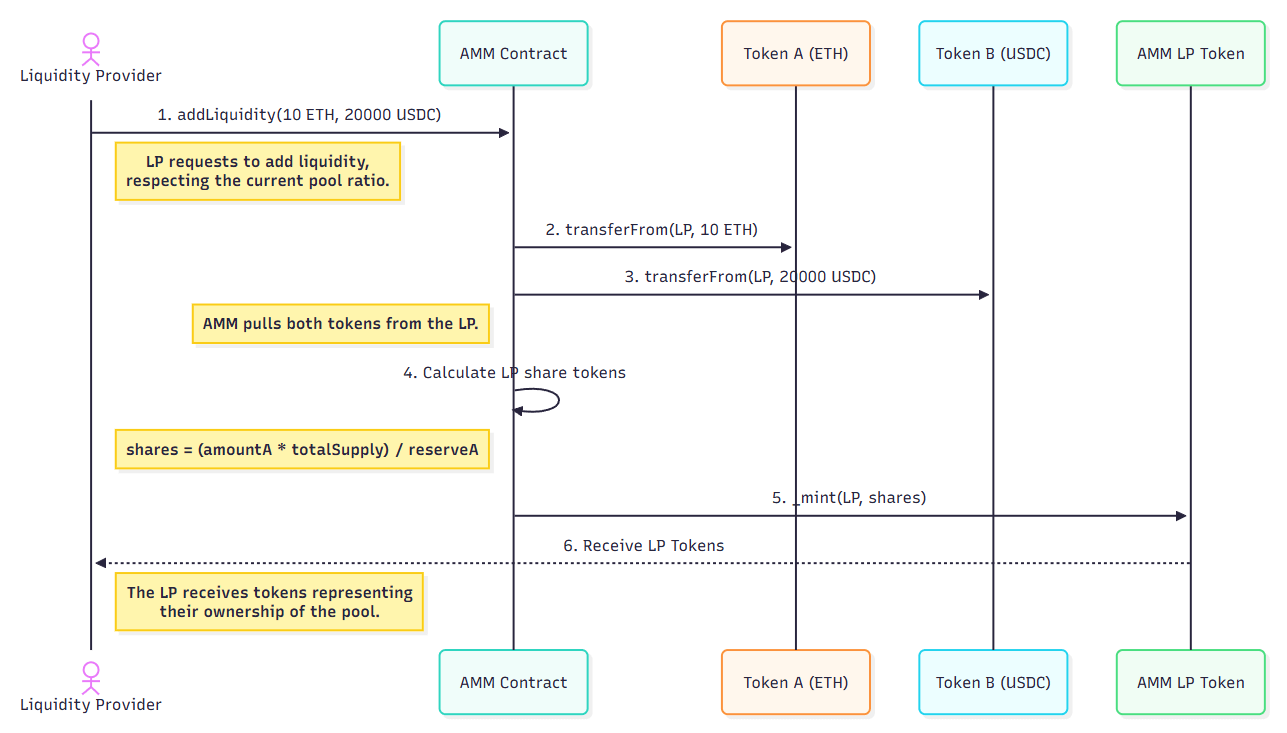 Liquidity Provider
AMM Contract
Token A (ETH)
Token B (USDC)
AMM LP Token
1. addLiquidity(10 ETH, 20000 USDC)
LP requests to add liquidity,
respecting the current pool ratio.
2. transferFrom(LP, 10 ETH)
3. transferFrom(LP, 20000 USDC)
AMM pulls both tokens from the LP.
4. Calculate LP share tokens
shares = (amountA * totalSupply) / reserveA
5. _mint(LP, shares)
6. Receive LP Tokens
The LP receives tokens representing
their ownership of the pool.
Liquidity Provider
AMM Contract
Token A (ETH)
Token B (USDC)
AMM LP Token